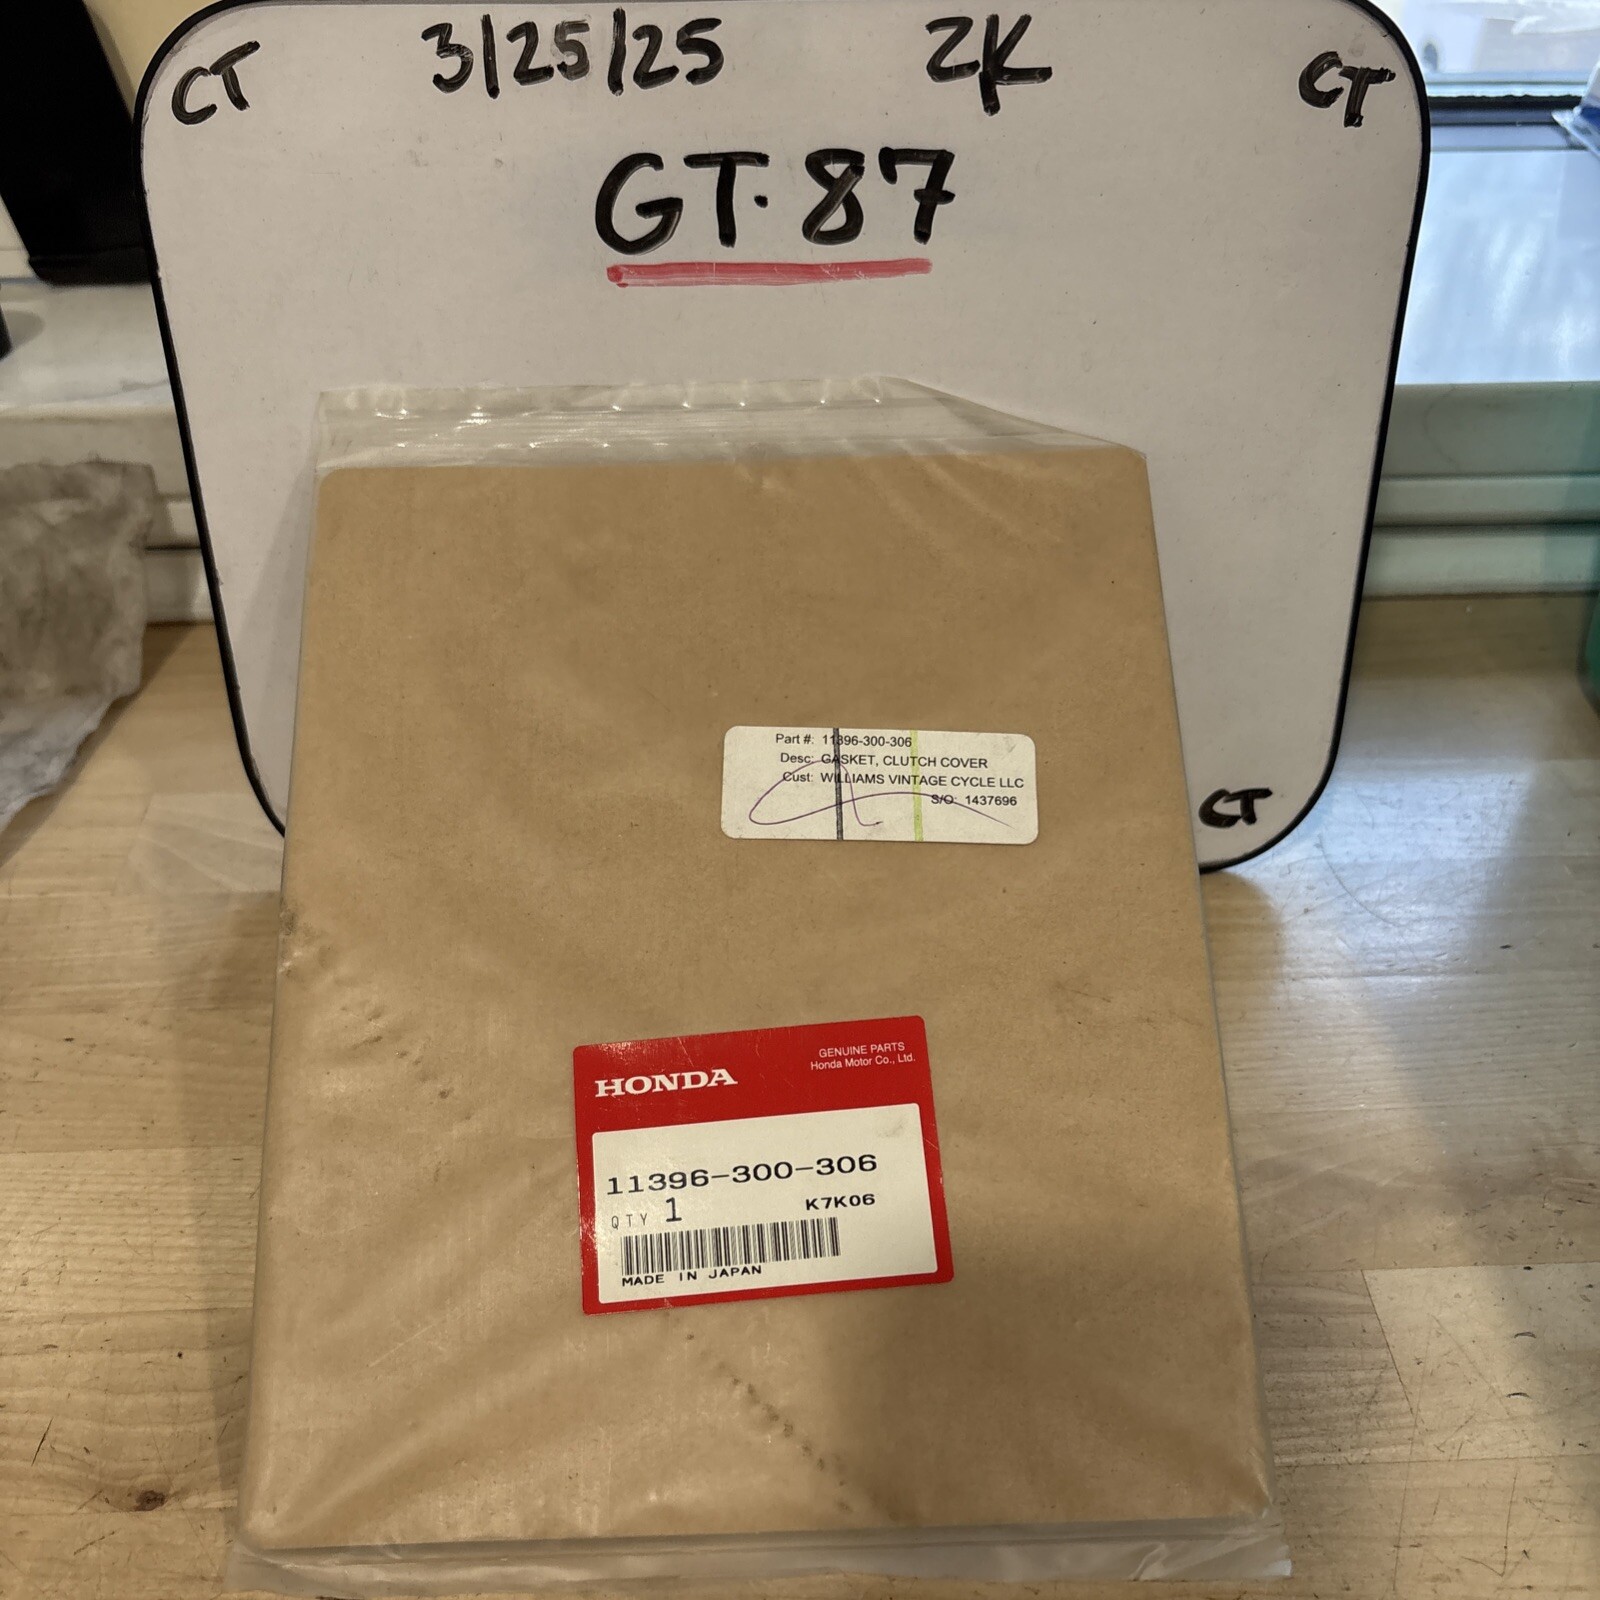 CT 3/25/25 ZK CT
GT.87
Part #: 11396-300-306
Desc: GASKET, CLUTCH COVER
Cust: WILLIAMS VINTAGE CYCLE LLC
S/O: 1437696
CT
HONDA
GENUINE PARTS
Honda Motor Co., Ltd.
11396-300-306
QTY 1 K7K06
MADE IN JAPAN